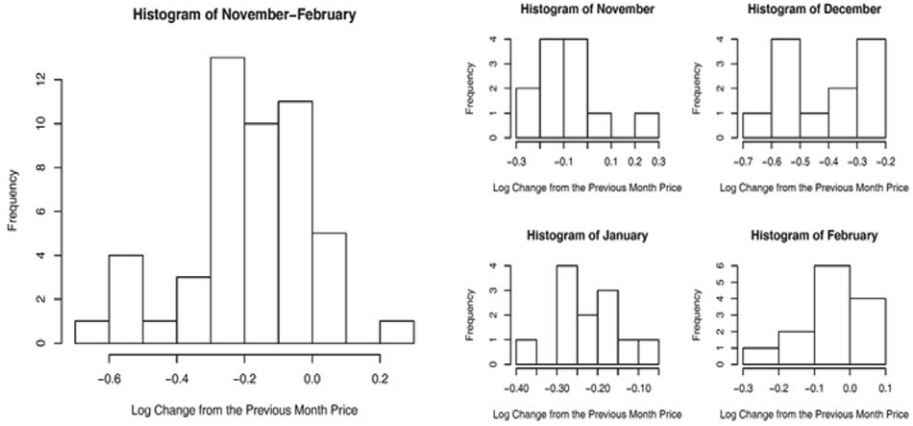 Histogram of November–February
Frequency
0
2
4
6
8
10
12
−0.6 −0.4 −0.2 0.0 0.2
Log Change from the Previous Month Price
Histogram of November
Frequency
0
1
2
3
4
−0.3 −0.1 0.1 0.2 0.3
Log Change from the Previous Month Price
Histogram of December
Frequency
0
1
2
3
4
−0.7 −0.6 −0.5 −0.4 −0.3 −0.2
Log Change from the Previous Month Price
Histogram of January
Frequency
0
1
2
3
4
−0.40 −0.30 −0.20 −0.10
Log Change from the Previous Month Price
Histogram of February
Frequency
0
1
2
3
4
5
6
−0.3 −0.2 −0.1 0.0 0.1
Log Change from the Previous Month Price